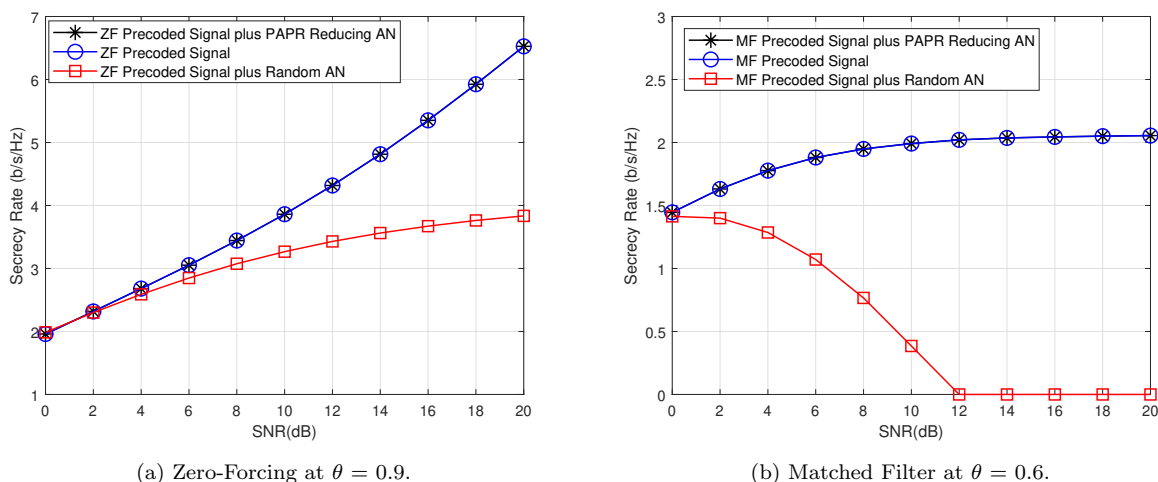 7
6
5
4
3
2
1
Secrecy Rate (b/s/Hz)
ZF Precoded Signal plus PAPR Reducing AN
ZF Precoded Signal
ZF Precoded Signal plus Random AN
0 2 4 6 8 10 12 14 16 18 20
SNR(dB)
(a) Zero-Forcing at θ = 0.9.
3
2.5
2
1.5
1
0.5
0
Secrecy Rate (b/s/Hz)
MF Precoded Signal plus PAPR Reducing AN
MF Precoded Signal
MF Precoded Signal plus Random AN
0 2 4 6 8 10 12 14 16 18 20
SNR(dB)
(b) Matched Filter at θ = 0.6.